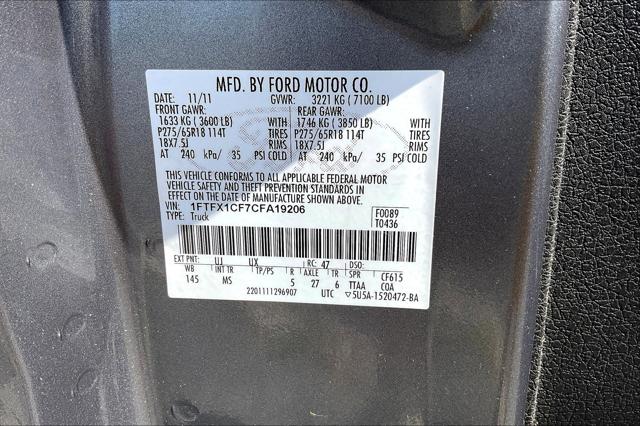 MFD. BY FORD MOTOR CO.
DATE: 11/11 GVWR: 3221 KG ( 7100 LB)
FRONT GAWR: REAR GAWR:
1633 KG ( 3600 LB) WITH 1746 KG ( 3850 LB) WITH
P275/65R18 114T TIRES P275/65R18 114T TIRES
18X7.5J RIMS 18X7.5J RIMS
AT 240 kPa/ 35 PSI COLD AT 240 kPa/ 35 PSI COLD
THIS VEHICLE CONFORMS TO ALL APPLICABLE FEDERAL MOTOR
VEHICLE SAFETY AND THEFT PREVENTION STANDARDS IN
EFFECT ON THE DATE OF MANUFACTURE SHOWN ABOVE.
VIN: 1FTFX1CF7CFA19206 F0089
TYPE: Truck T0436
EXT PNT: UJ UX RC: 47 DSO:
WB INT TR TP/PS R AXLE TR SPR CF615
145 MS 5 27 6 TTAA COA
2201111296907 UTC ▽5U5A-1520472-BA